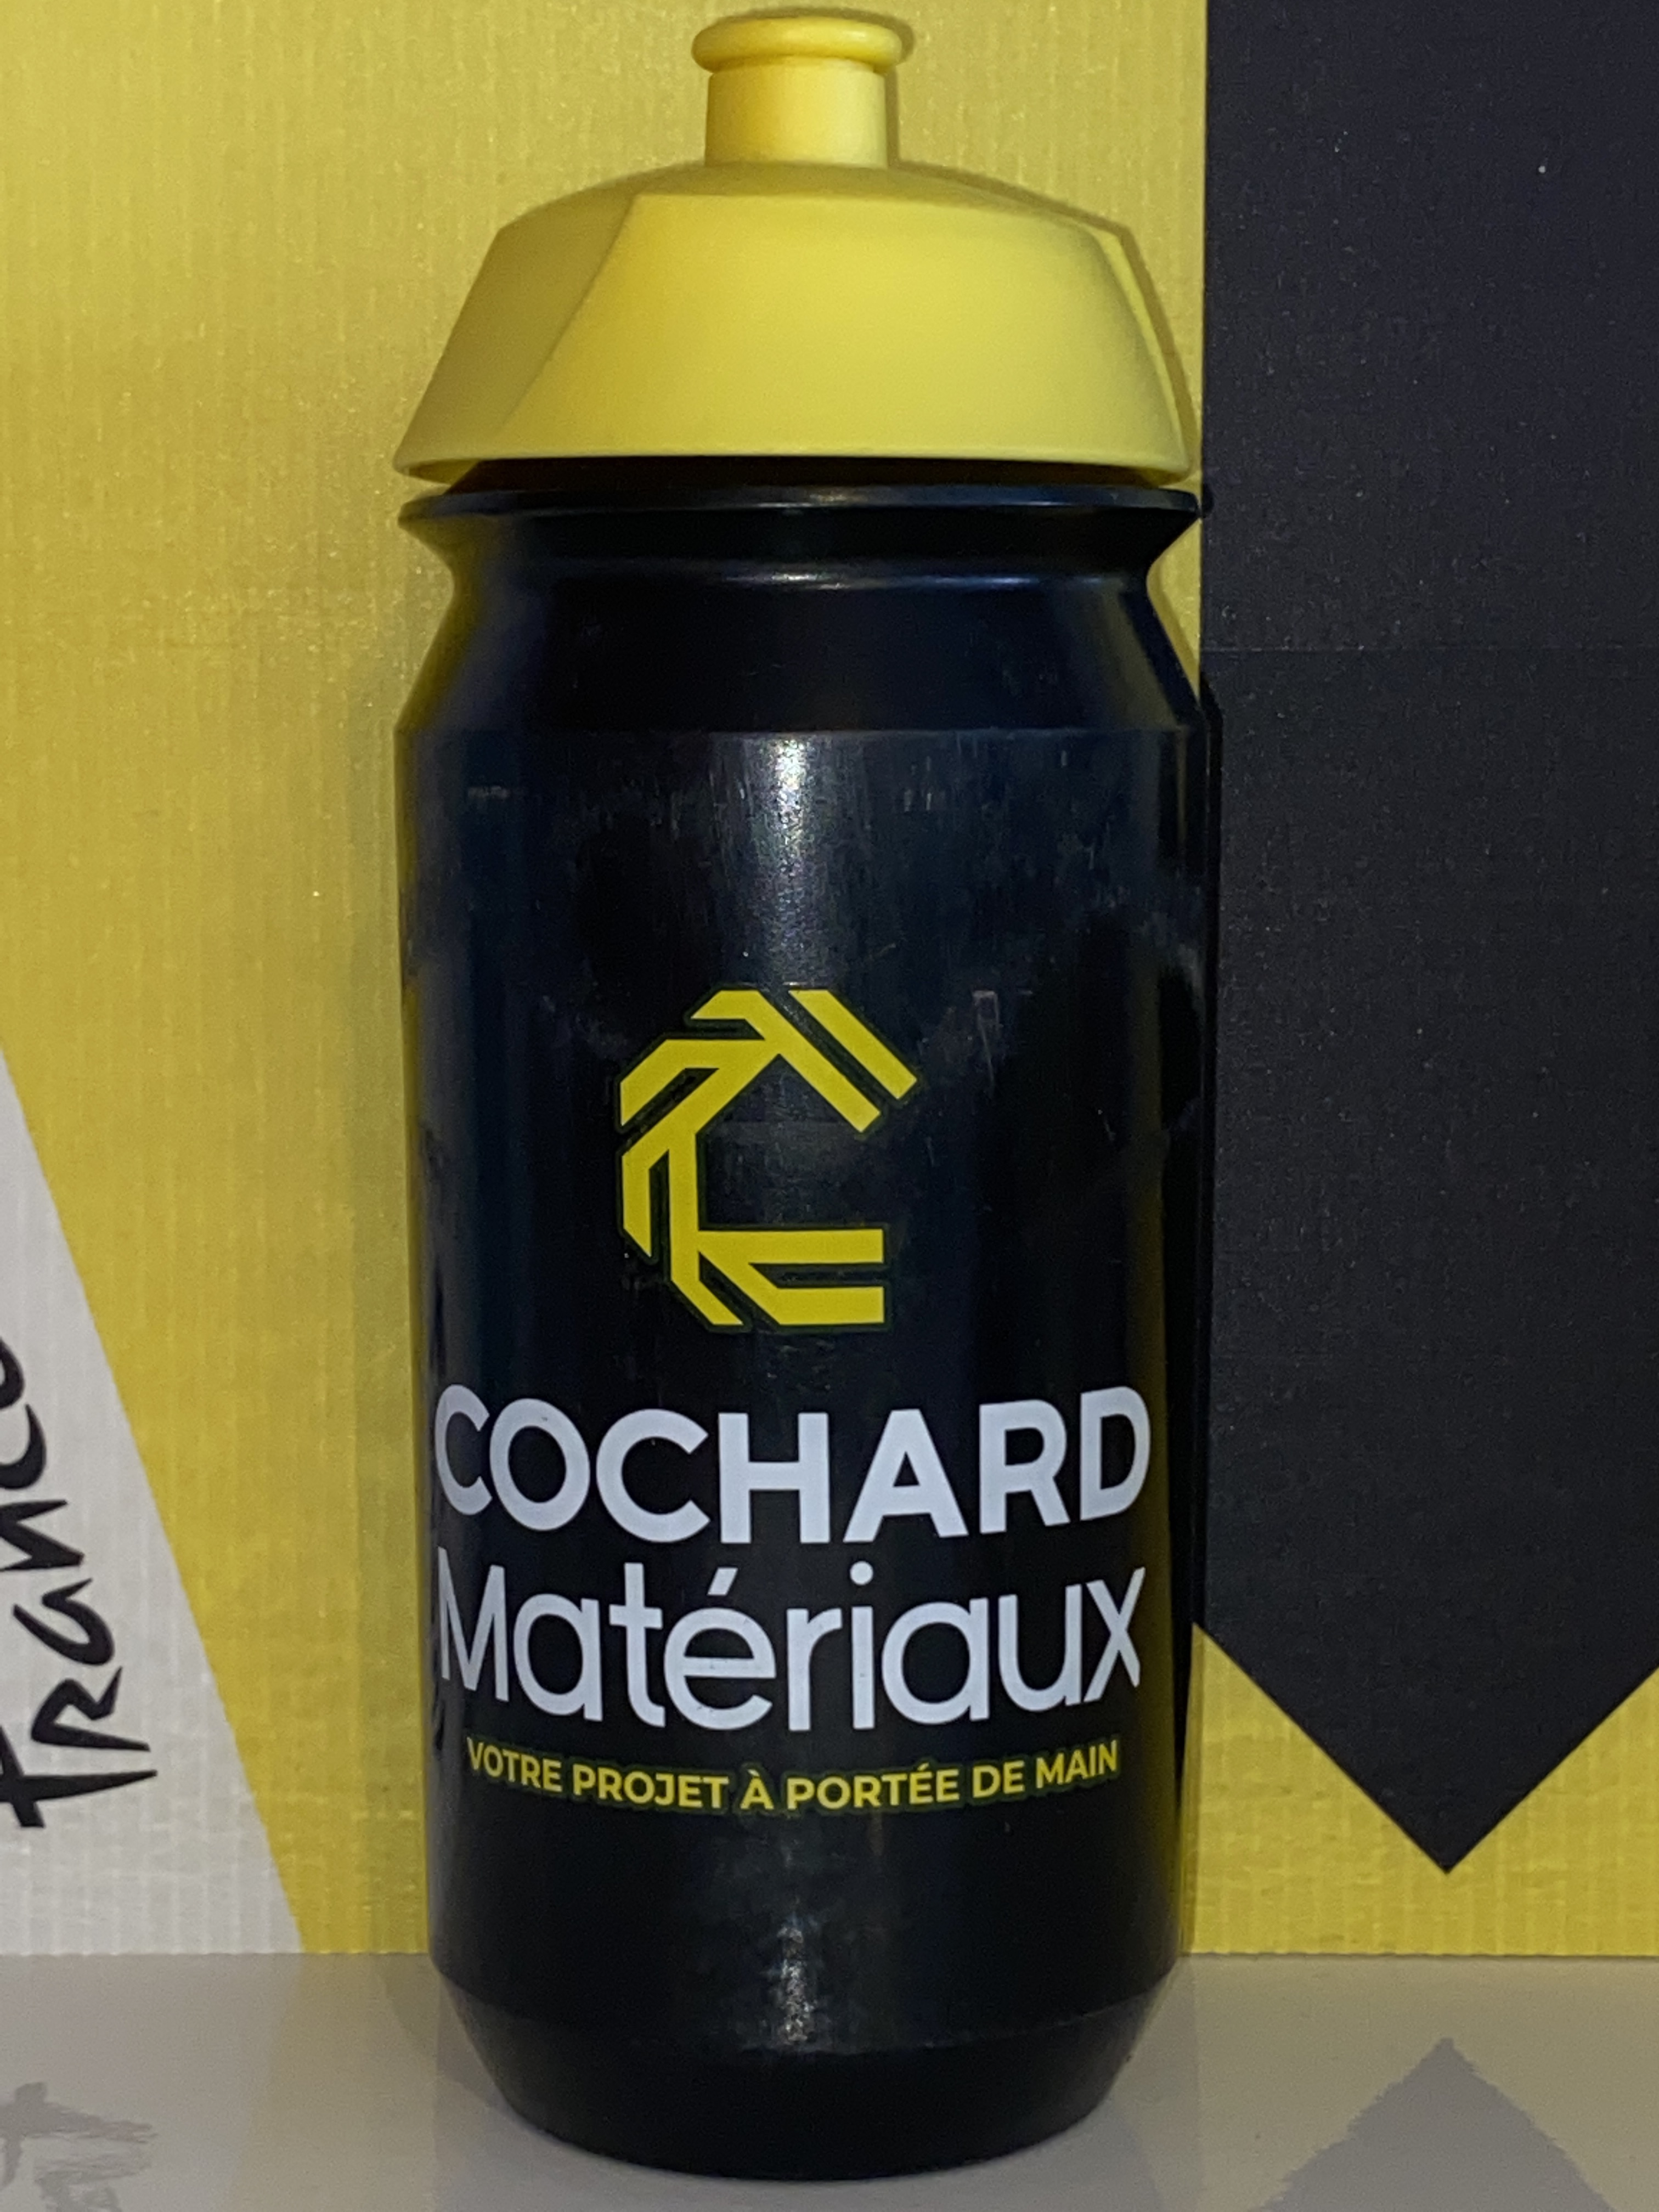 COCHARD
Matériaux
VOTRE PROJET À PORTÉE DE MAIN